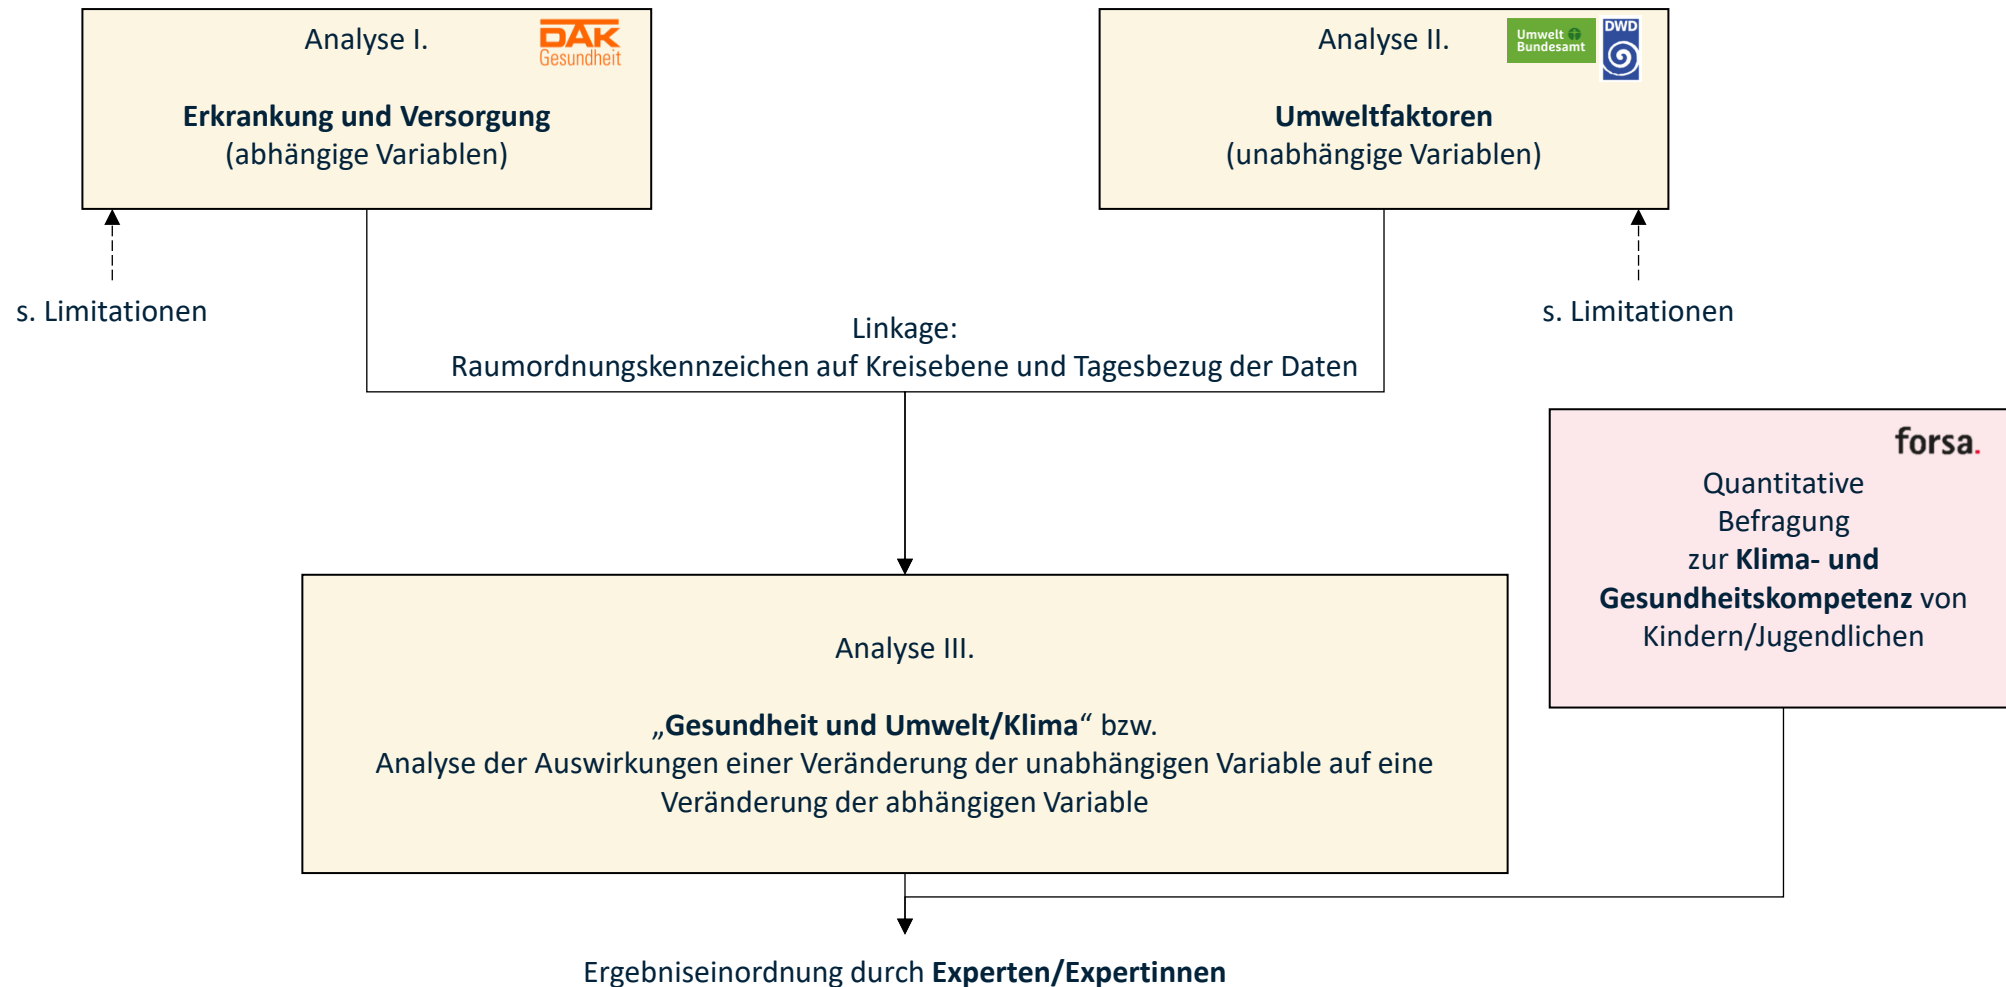 Analyse I.
DAK
Gesundheit
Erkrankung und Versorgung
(abhängige Variablen)
Analyse II.
Umwelt
Bundesamt
DWD
Umweltfaktoren
(unabhängige Variablen)
s. Limitationen
s. Limitationen
Linkage:
Raumordnungskennzeichen auf Kreisebene und Tagesbezug der Daten
forsa.
Quantitative
Befragung
zur Klima- und
Gesundheitskompetenz von
Kindern/Jugendlichen
Analyse III.
„Gesundheit und Umwelt/Klima“ bzw.
Analyse der Auswirkungen einer Veränderung der unabhängigen Variable auf eine
Veränderung der abhängigen Variable
Ergebniseinordnung durch Experten/Expertinnen